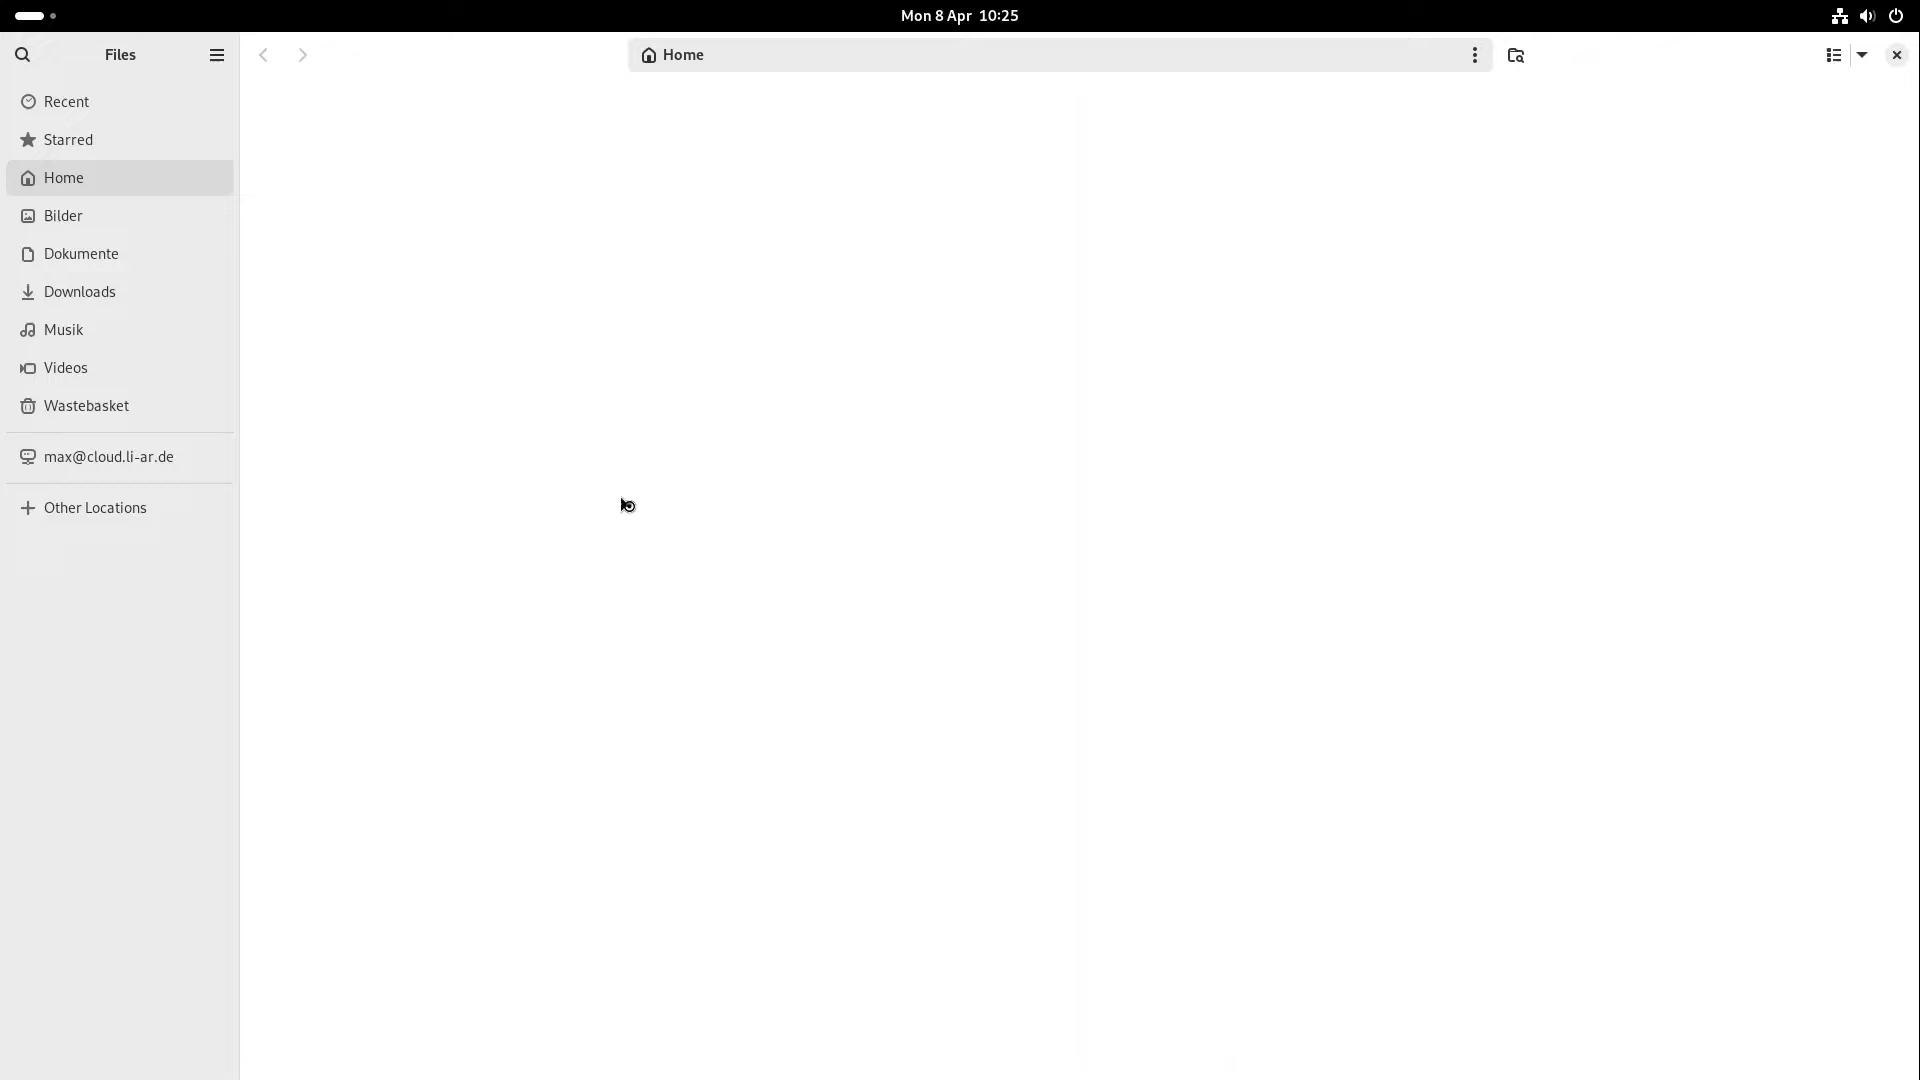 Mon 8 Apr 10:25
Files
Home
Recent
Starred
Home
Bilder
Dokumente
Downloads
Musik
Videos
Wastebasket
max@cloud.li-ar.de
Other Locations